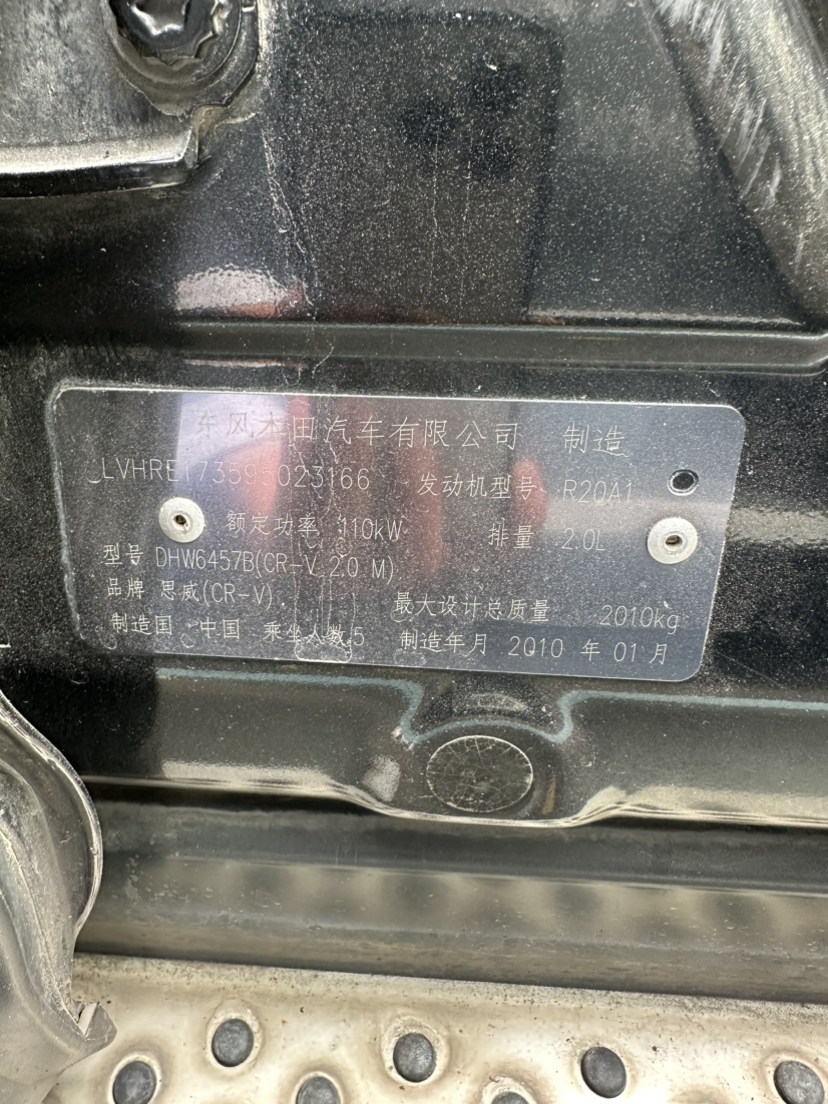 东风本田汽车有限公司 制造
LVHRE173595023166 发动机型号 R20A1
额定功率 110kW 排量 2.0L
型号 DHW6457B(CR-V 2.0 M)
品牌 思威(CR-V) 最大设计总质量 2010kg
制造国 中国 乘坐人数 5 制造年月 2010 年 01 月